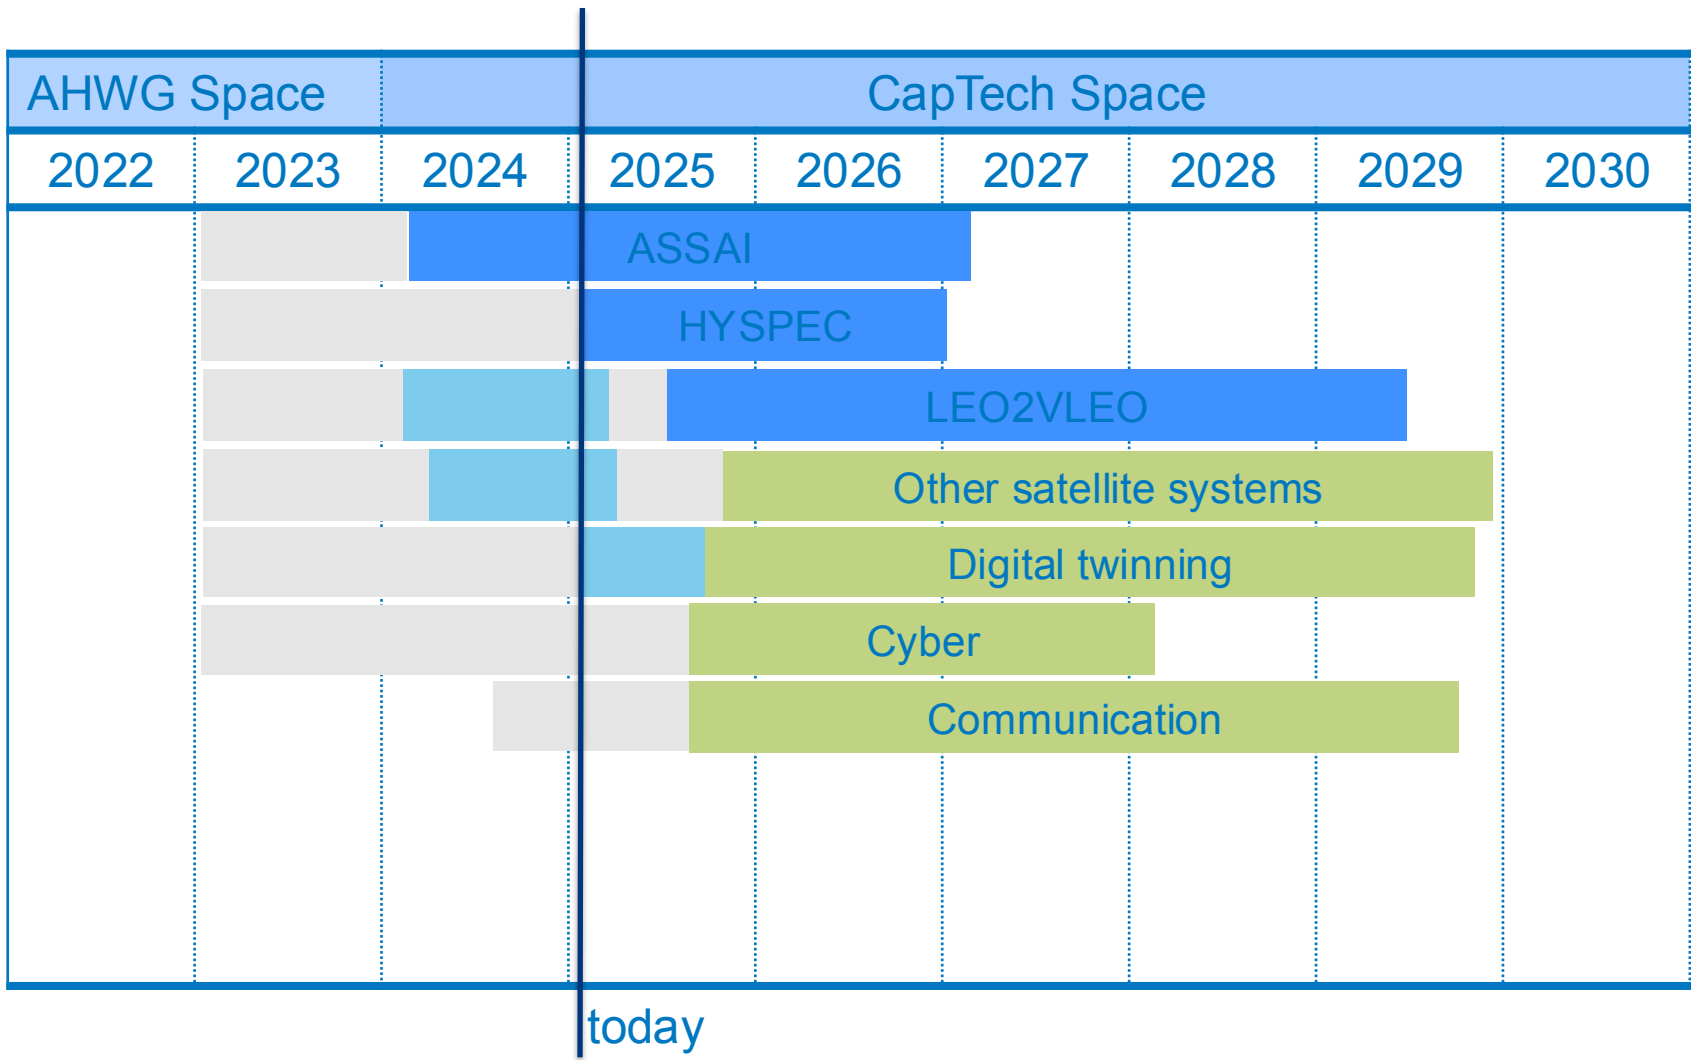 AHWG Space CapTech Space
2022 2023 2024 2025 2026 2027 2028 2029 2030
ASSAI
HYSPEC
LEO2VLEO
Other satellite systems
Digital twinning
Cyber
Communication
today